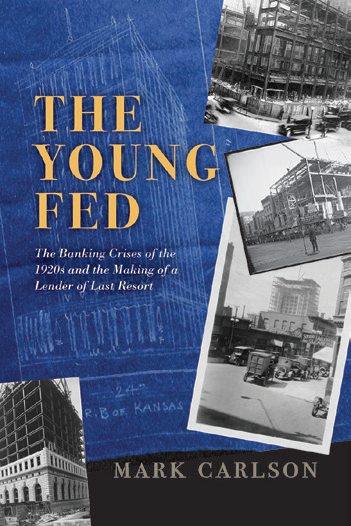 THE
YOUNG
FED
The Banking Crises of the
1920s and the Making of a
Lender of Last Resort
24"
R. B OF KANSAS
MARK CARLSON